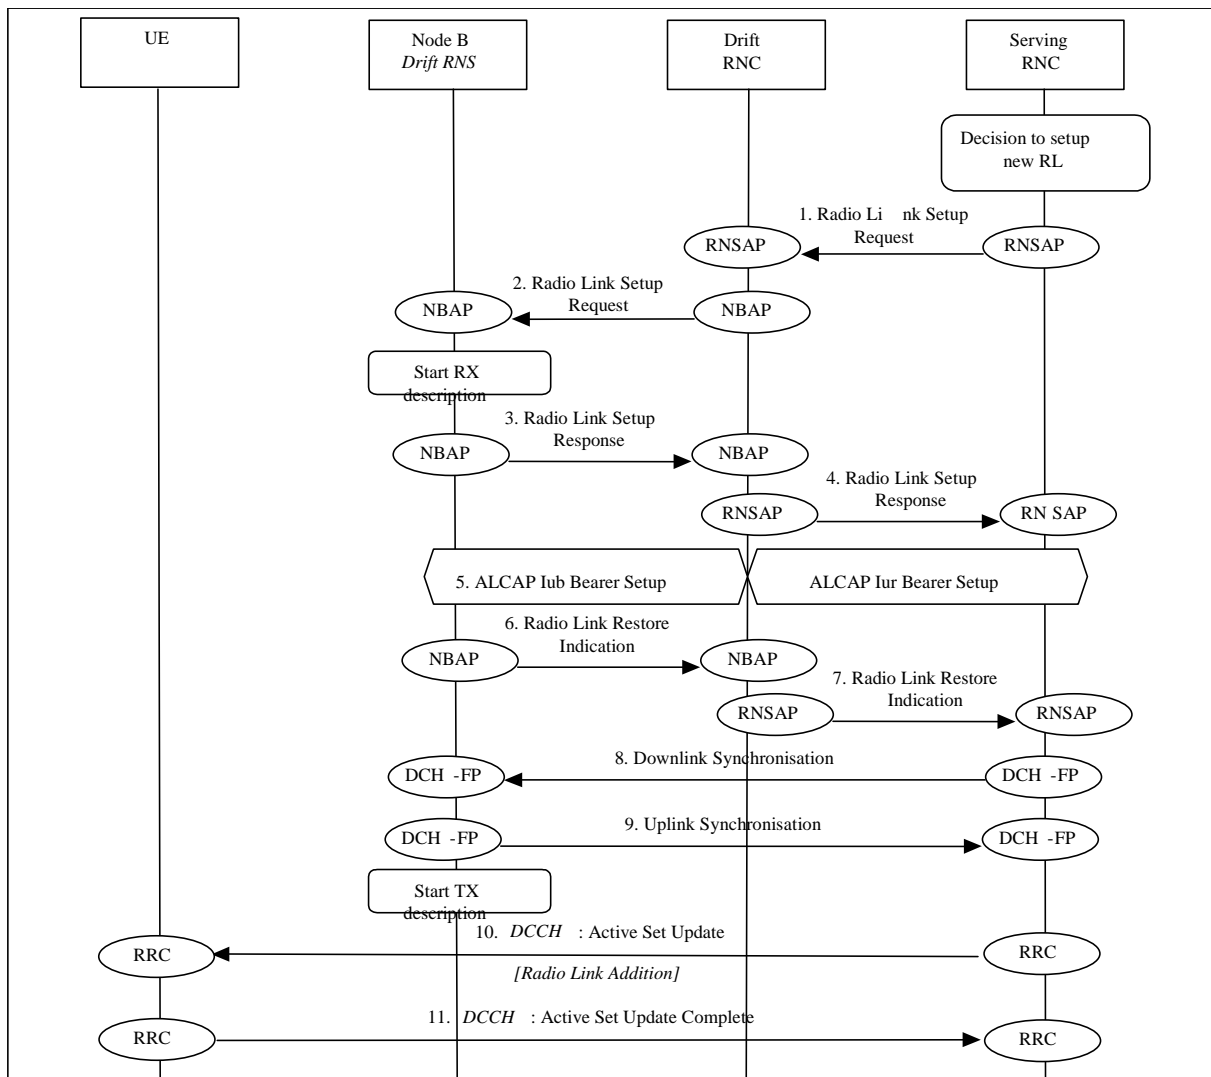 UE
Node B
Drift RNS
Drift
RNC
Serving
RNC
Decision to setup
new RL
1. Radio Li nk Setup
Request
RNSAP
RNSAP
2. Radio Link Setup
Request
NBAP
NBAP
Start RX
description
3. Radio Link Setup
Response
NBAP
NBAP
4. Radio Link Setup
Response
RNSAP
RN SAP
5. ALCAP Iub Bearer Setup
ALCAP Iur Bearer Setup
6. Radio Link Restore
Indication
NBAP
NBAP
7. Radio Link Restore
Indication
RNSAP
RNSAP
8. Downlink Synchronisation
DCH -FP
DCH -FP
9. Uplink Synchronisation
DCH -FP
DCH -FP
Start TX
description
10. DCCH : Active Set Update
RRC
RRC
[Radio Link Addition]
11. DCCH : Active Set Update Complete
RRC
RRC